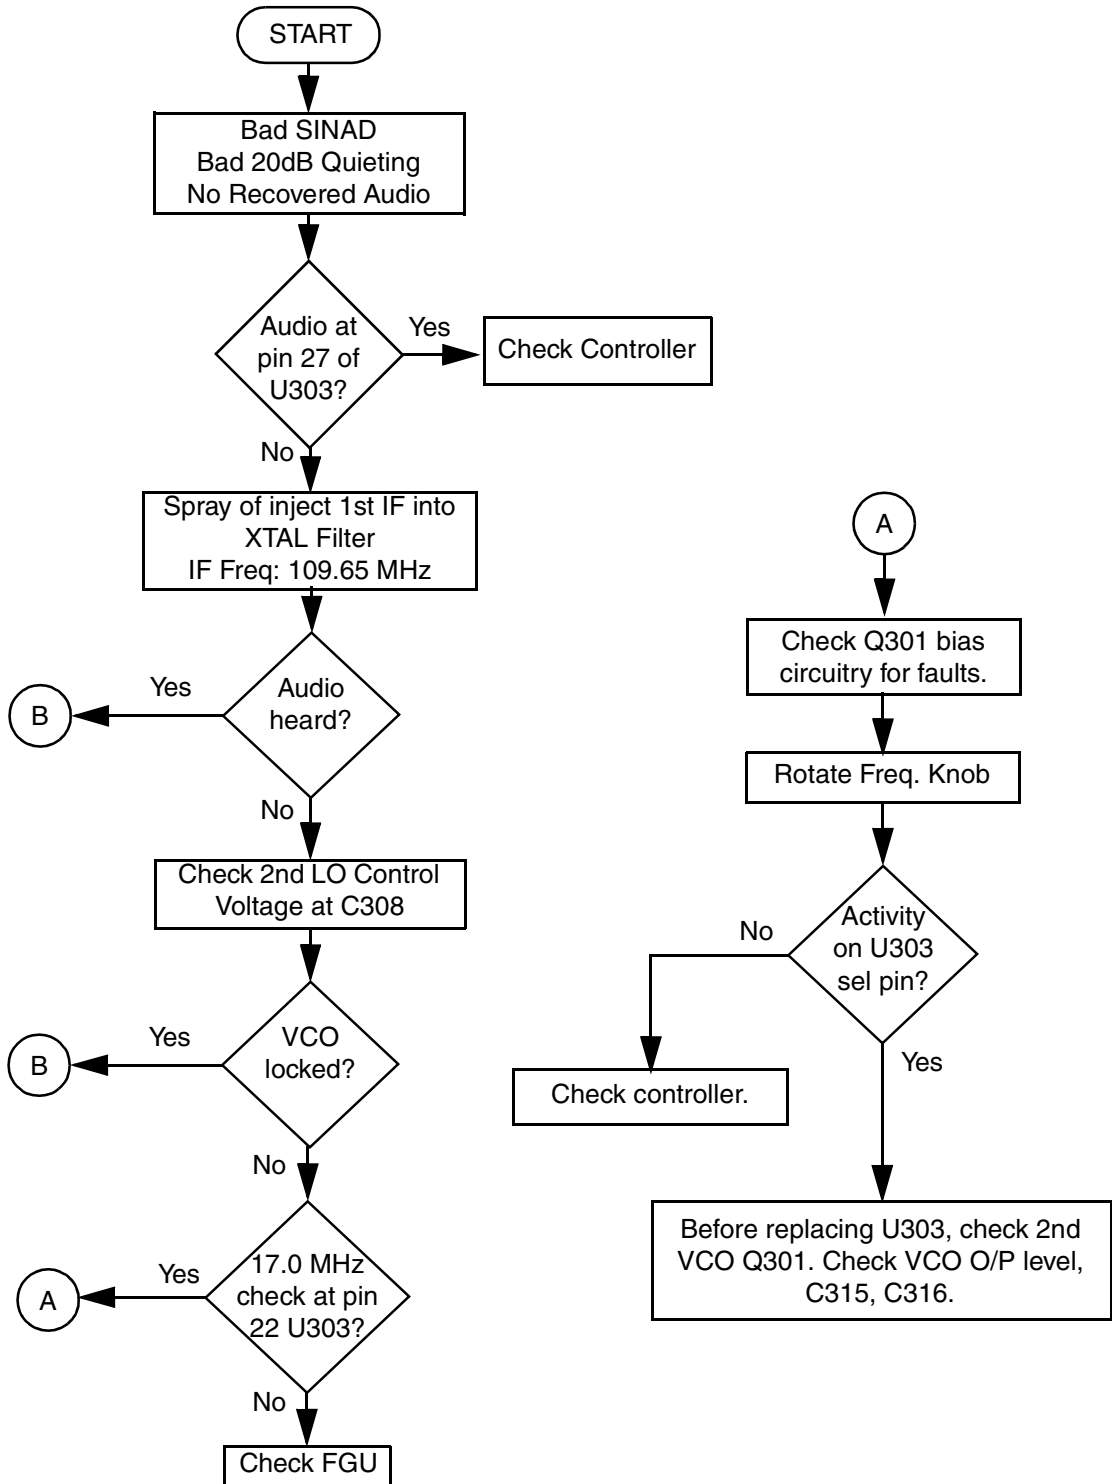 START
Bad SINAD
Bad 20dB Quieting
No Recovered Audio
Audio at
pin 27 of
U303?
Yes
Check Controller
No
Spray of inject 1st IF into
XTAL Filter
IF Freq: 109.65 MHz
Audio
heard?
Yes
B
No
Check 2nd LO Control
Voltage at C308
VCO
locked?
Yes
B
No
17.0 MHz
check at pin
22 U303?
Yes
A
No
Check FGU
A
Check Q301 bias
circuitry for faults.
Rotate Freq. Knob
Activity
on U303
sel pin?
No
Check controller.
Yes
Before replacing U303, check 2nd
VCO Q301. Check VCO O/P level,
C315, C316.